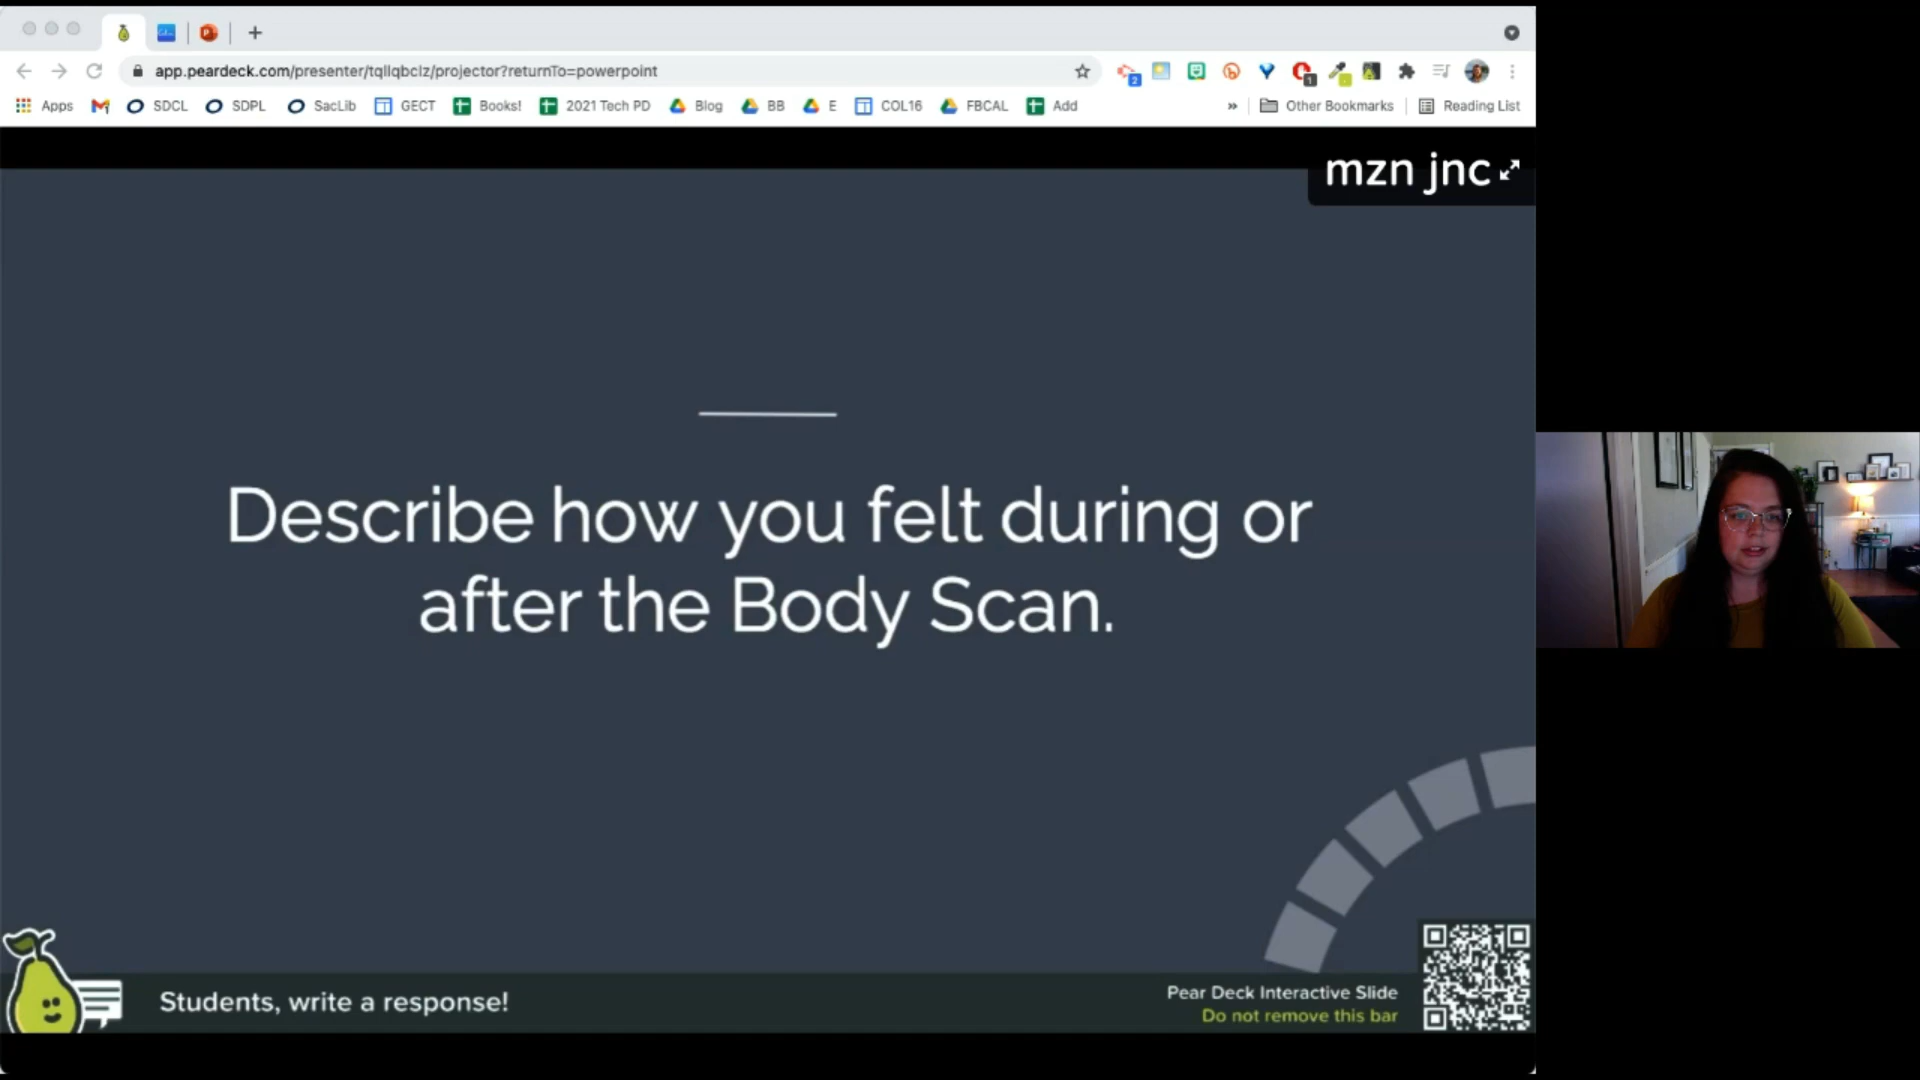 app.peardeck.com/presenter/tqllqbclz/projector?returnTo=powerpoint
Apps SDCL SDPL SacLib GECT Books! 2021 Tech PD Blog BB E COL16 FBCAL Add » Other Bookmarks Reading List
mzn jnc
Describe how you felt during or
after the Body Scan.
Students, write a response!
Pear Deck Interactive Slide
Do not remove this bar